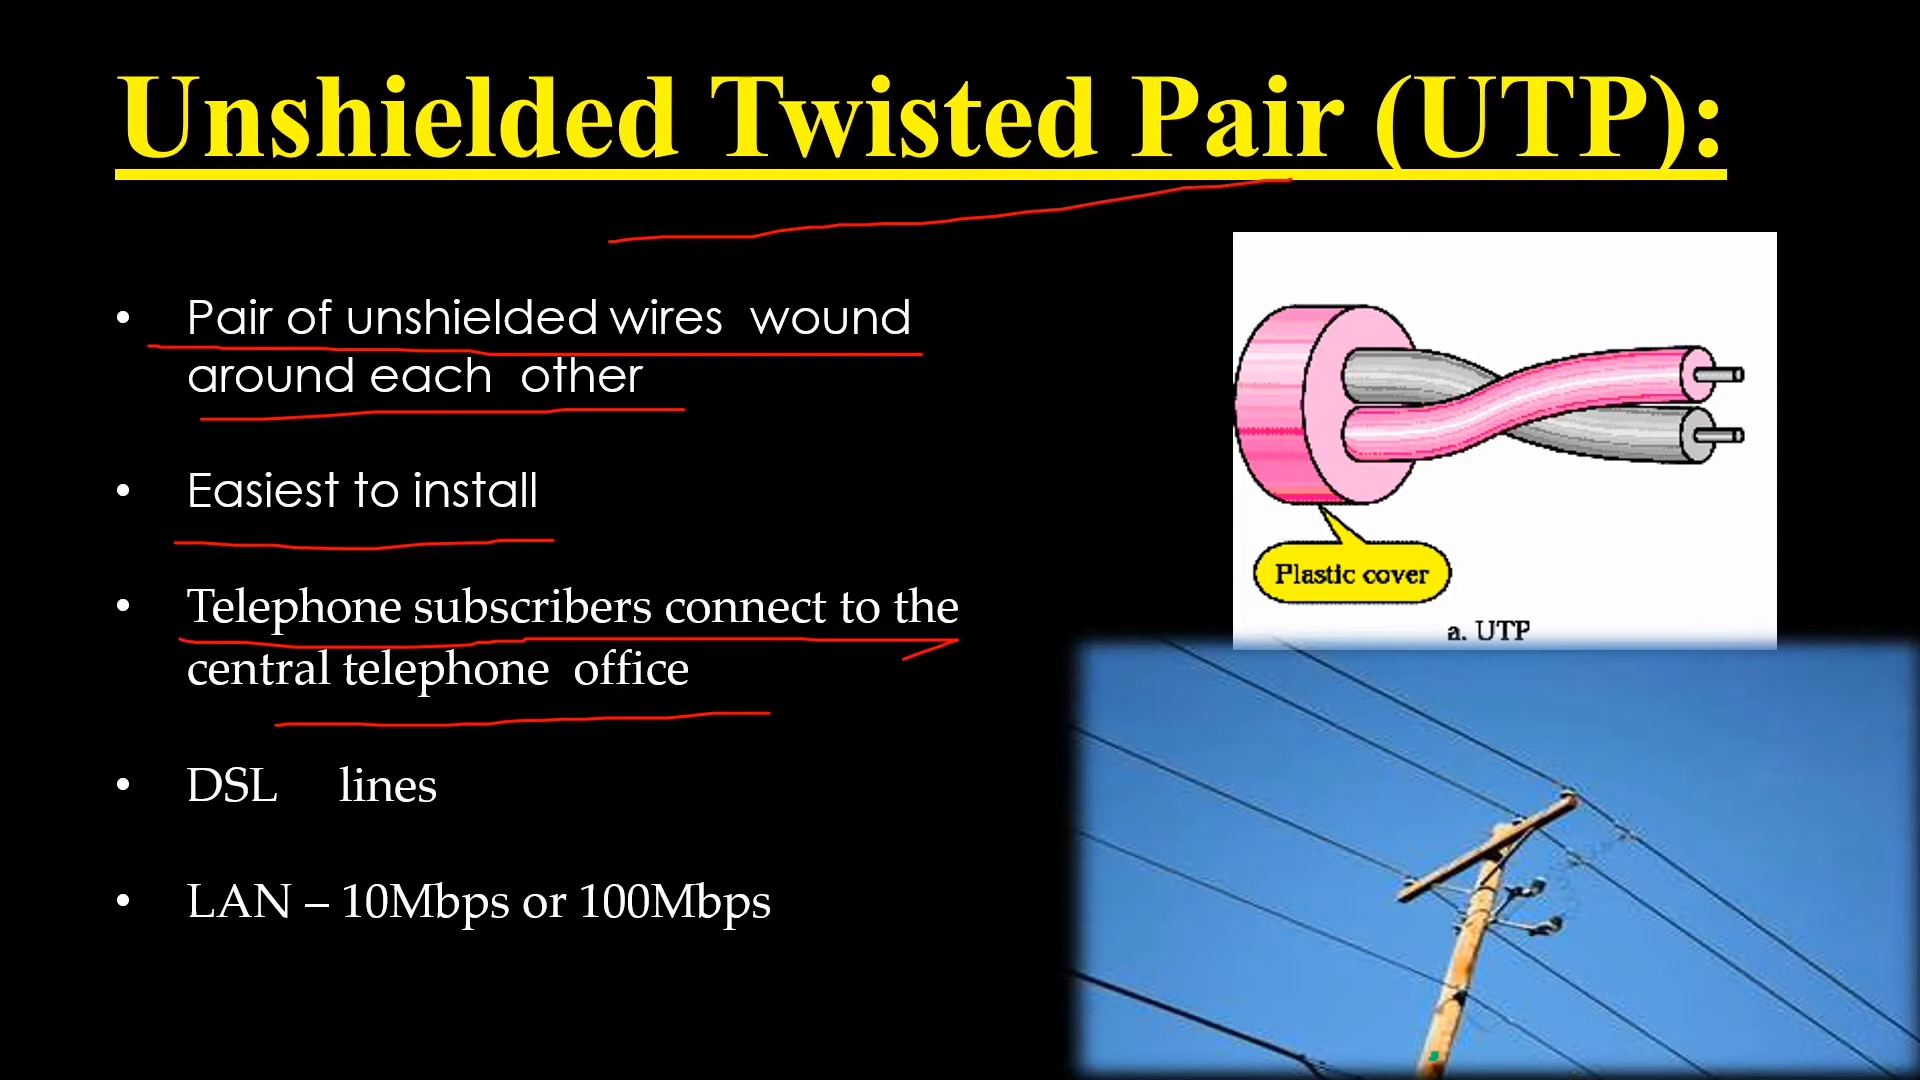 Unshielded Twisted Pair (UTP):
• Pair of unshielded wires wound
around each other
• Easiest to install
• Telephone subscribers connect to the
central telephone office
• DSL lines
• LAN – 10Mbps or 100Mbps
Plastic cover
a. UTP